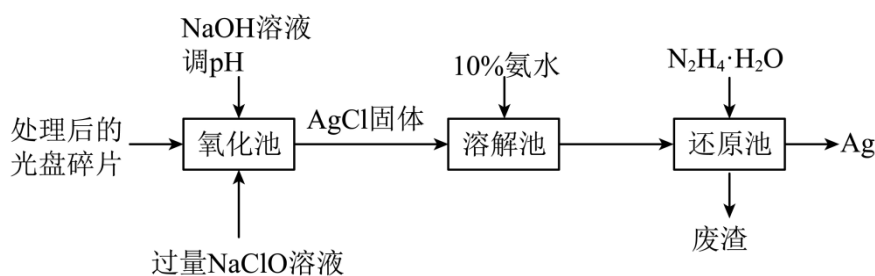 NaOH溶液
调pH
10%氨水
N₂H₄·H₂O
处理后的
光盘碎片
氧化池
AgCl固体
溶解池
还原池
Ag
废渣
过量NaClO溶液